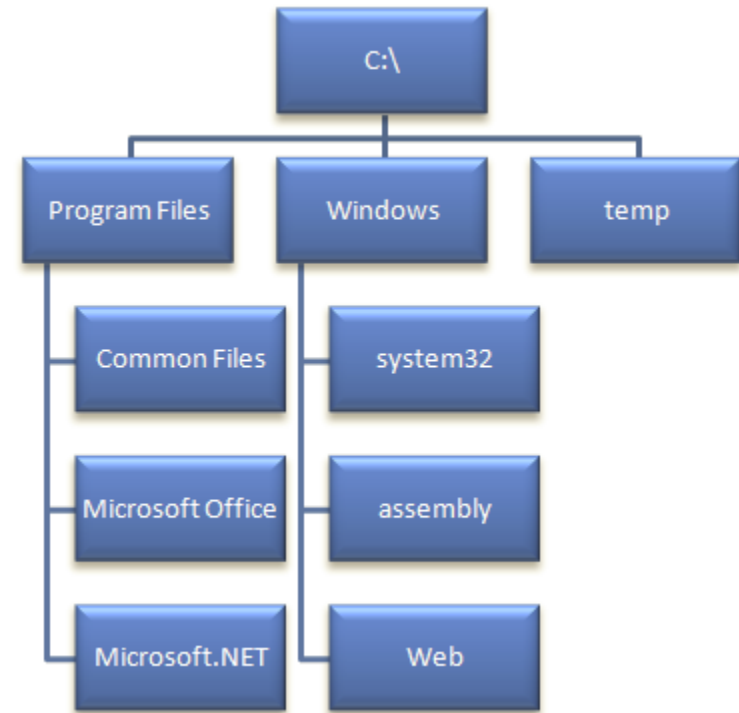 C:\
Program Files
Windows
temp
Common Files
system32
Microsoft Office
assembly
Microsoft.NET
Web